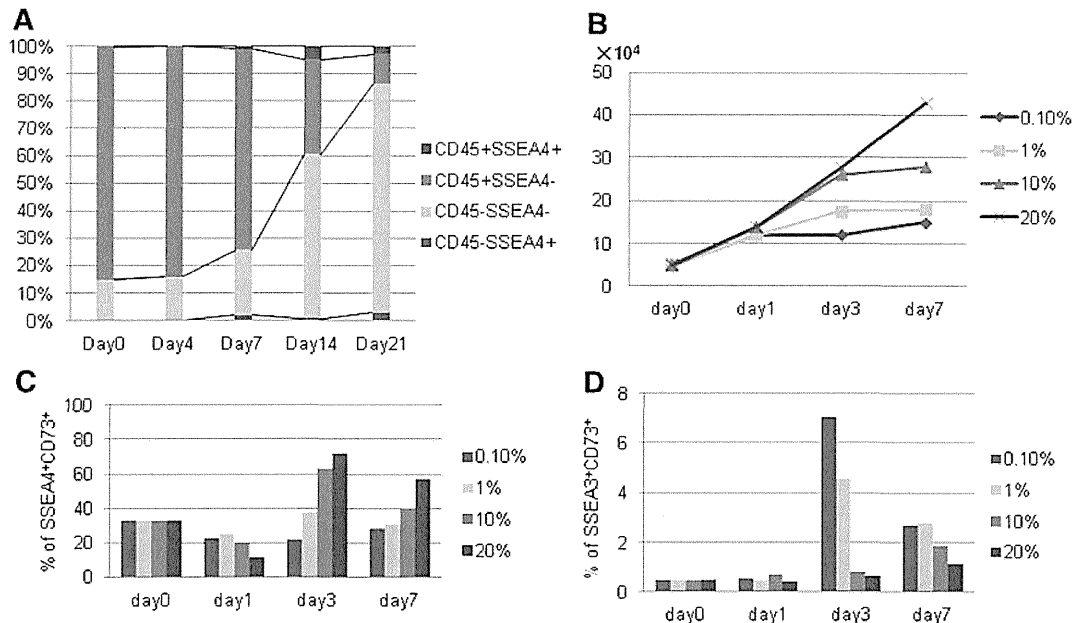 A
100%
90%
80%
70%
60%
50%
40%
30%
20%
10%
0%
Day0 Day4 Day7 Day14 Day21
CD45+SSEA4+
CD45+SSEA4-
CD45-SSEA4-
CD45-SSEA4+
B
×10⁴
50
40
30
20
10
0
day0 day1 day3 day7
0.10%
1%
10%
20%
C
% of SSEA4⁺CD73⁺
100
80
60
40
20
0
day0 day1 day3 day7
0.10%
1%
10%
20%
D
% of SSEA3⁺CD73⁺
8
6
4
2
0
day0 day1 day3 day7
0.10%
1%
10%
20%